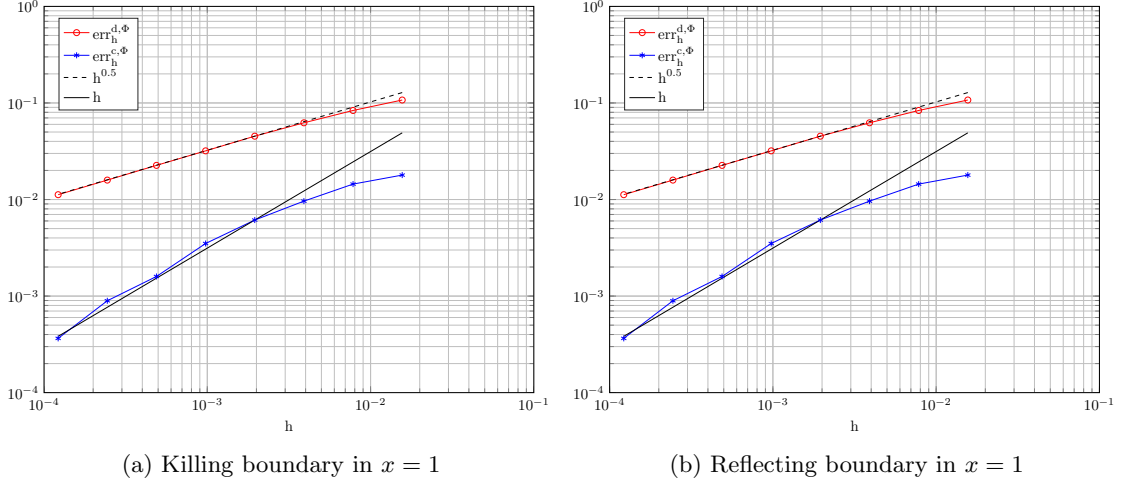 10^0
10^-1
10^-2
10^-3
10^-4
10^-4
10^-3
10^-2
10^-1
h
err_h^{d,Φ}
err_h^{c,Φ}
h^0.5
h
(a) Killing boundary in x = 1
10^0
10^-1
10^-2
10^-3
10^-4
10^-4
10^-3
10^-2
10^-1
h
err_h^{d,Φ}
err_h^{c,Φ}
h^0.5
h
(b) Reflecting boundary in x = 1